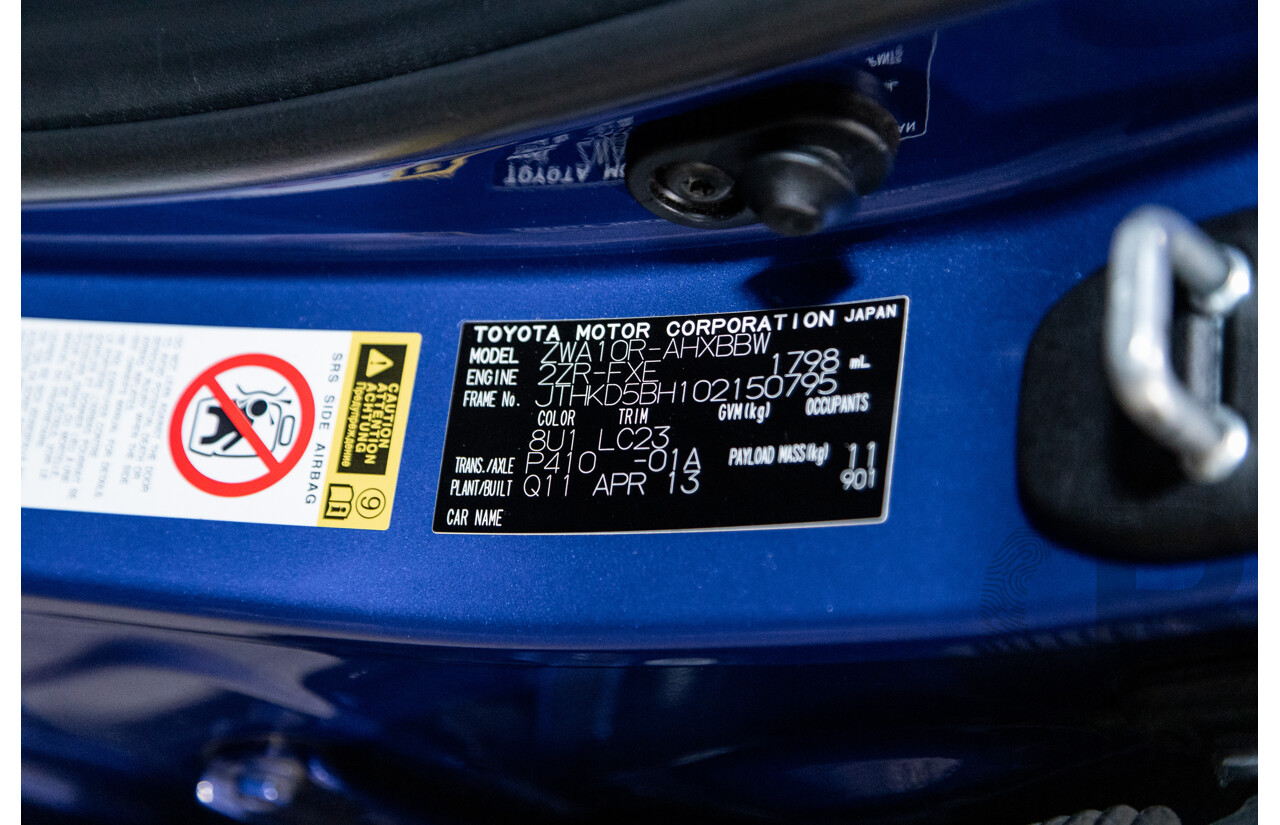 TOYOTA MOTOR CORPORATION JAPAN
MODEL ZWA10R-AHXBBW
ENGINE 2ZR-FXE 1798 mL
FRAME No. JTHKD5BH102150795
COLOR TRIM GVM(kg) OCCUPANTS
8U1 LC23
TRANS./AXLE P410 -01A PAYLOAD MASS(kg) 11
PLANT/BUILT Q11 APR 13 901
CAR NAME
CAUTION
ATTENTION
ACHTUNG
Предупреждение
9
SRS SIDE AIRBAG